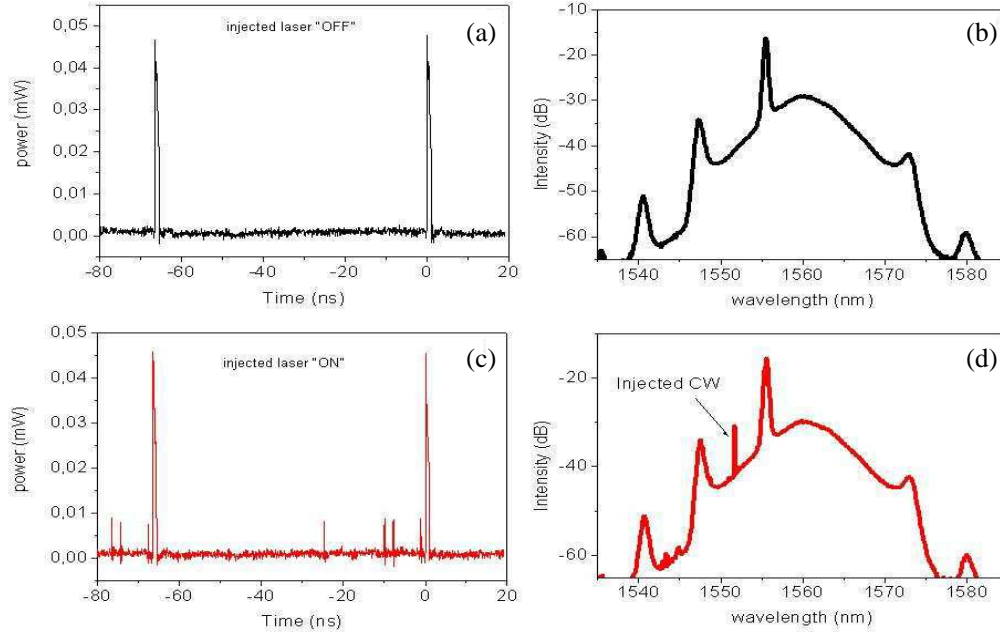 injected laser "OFF"
(a)
power (mW)
0,05
0,04
0,03
0,02
0,01
0,00
-80 -60 -40 -20 0 20
Time (ns)
(b)
Intensity (dB)
-10
-20
-30
-40
-50
-60
1540 1550 1560 1570 1580
wavelength (nm)
injected laser "ON"
(c)
power (mW)
0,05
0,04
0,03
0,02
0,01
0,00
-80 -60 -40 -20 0 20
Time (ns)
Injected CW
(d)
Intensity (dB)
-20
-40
-60
1540 1550 1560 1570 1580
wavelength (nm)